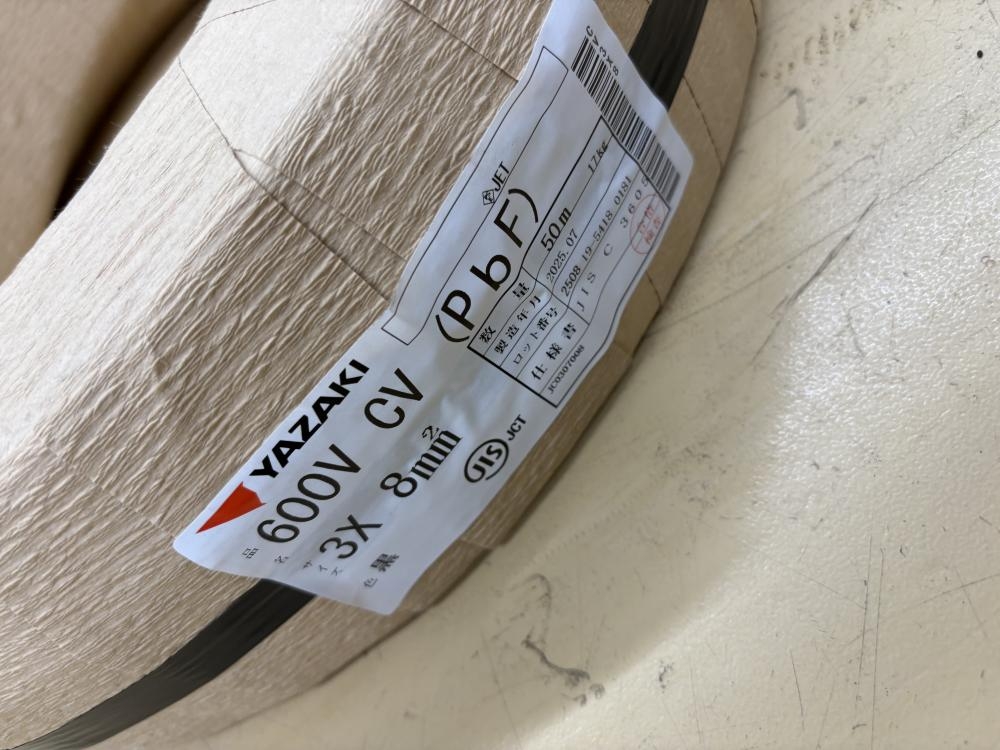 YAZAKI
品名 600V CV
(PbF)
JET
サイズ 3X 8mm2
色 黒
JIS JCT
数量 50m 17kg
製造年月 2025.07
ロット番号 2508 19-5418 0181
仕様書 JIS C 3605
JC0307008
CV3X8